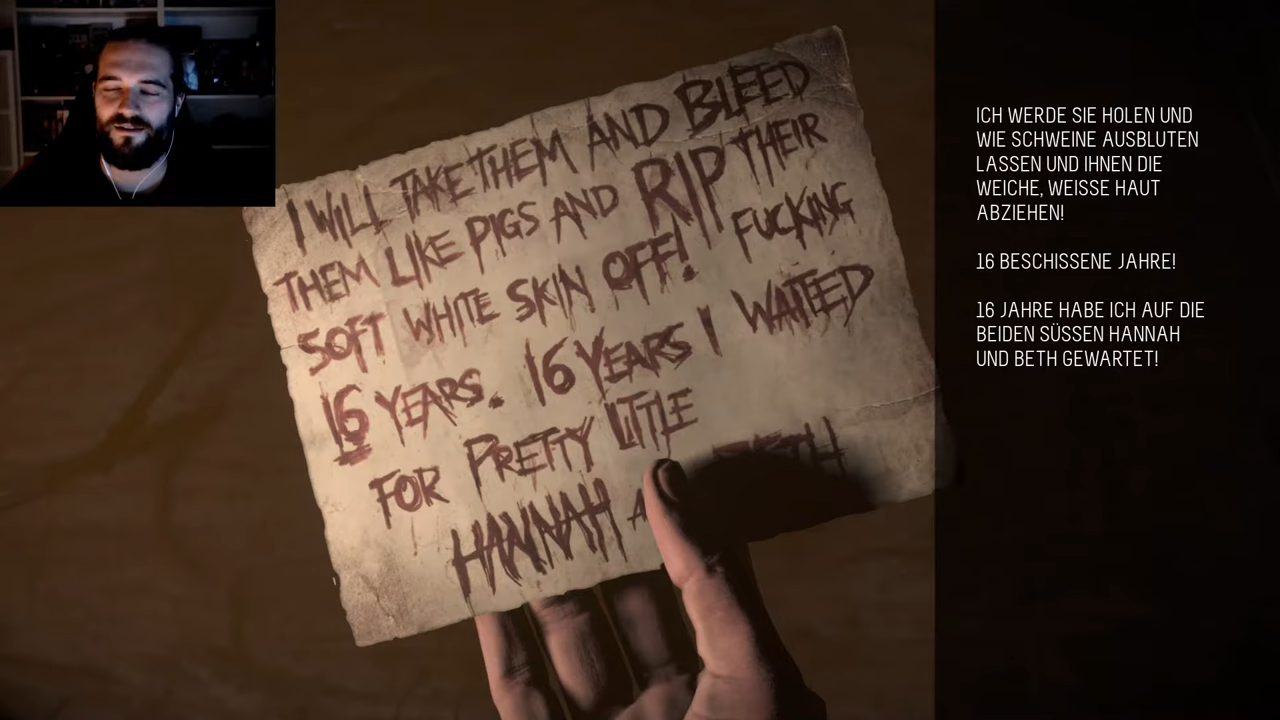 I WILL TAKE THEM AND BLEED
THEM LIKE PIGS AND RIP THEIR
SOFT WHITE SKIN OFF! FUCKING
16 YEARS. 16 YEARS I WAITED
FOR PRETTY LITTLE
HANNAH
ICH WERDE SIE HOLEN UND
WIE SCHWEINE AUSBLUTEN
LASSEN UND IHNEN DIE
WEICHE, WEISSE HAUT
ABZIEHEN!
16 BESCHISSENE JAHRE!
16 JAHRE HABE ICH AUF DIE
BEIDEN SÜSSEN HANNAH
UND BETH GEWARTET!